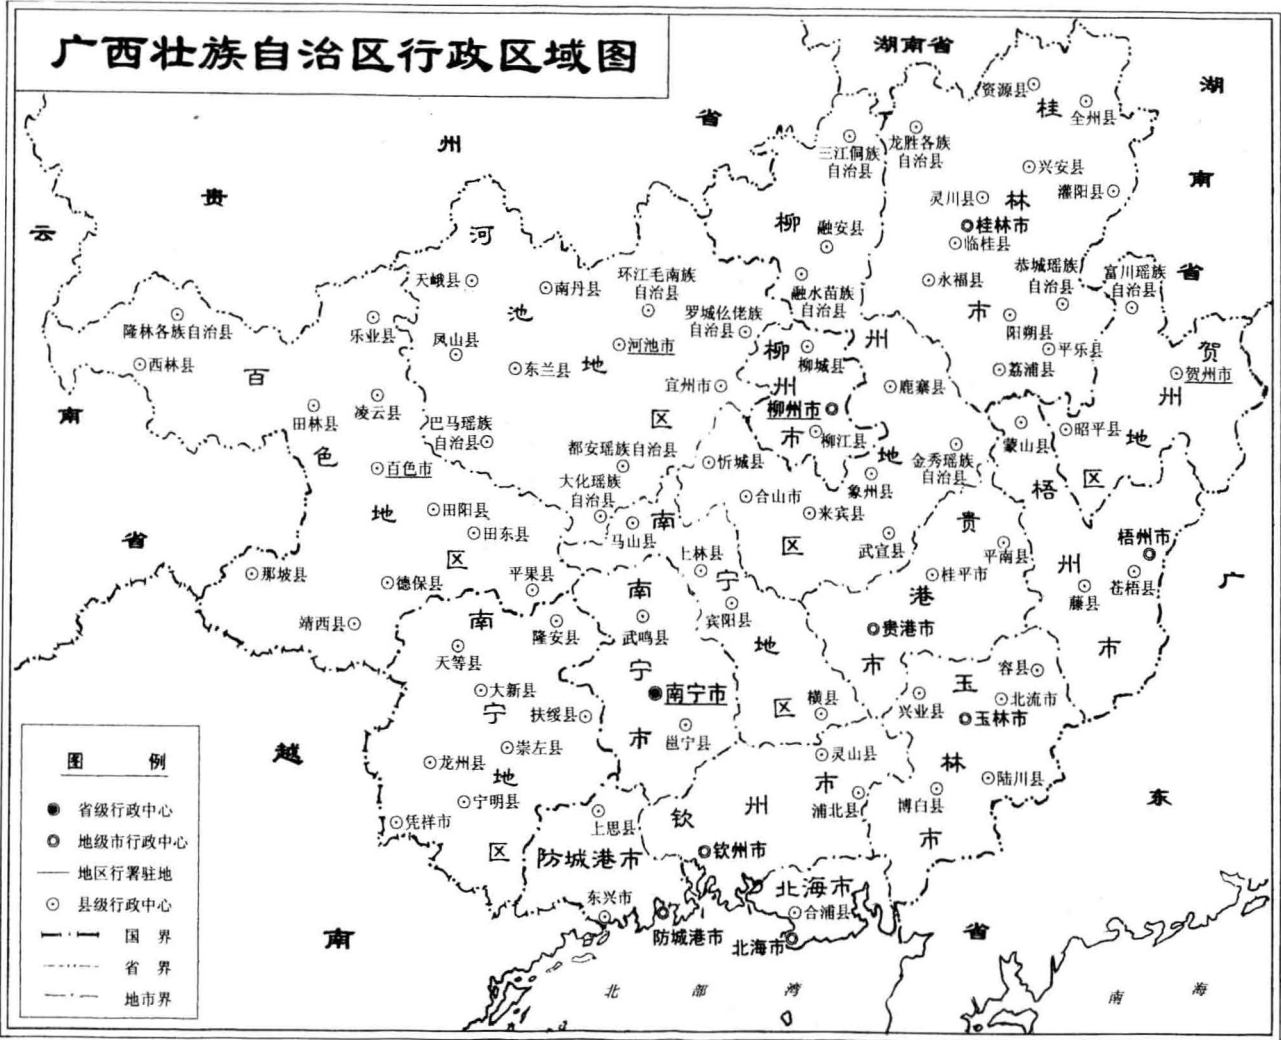 广西壮族自治区行政区域图
湖南省
湖
南
省
贵
州
省
云
南
省
越
南
广
东
省
资源县
桂
全州县
三江侗族
自治县
龙胜各族
自治县
兴安县
灵川县
林
灌阳县
桂林市
临桂县
柳
融安县
河
天峨县
南丹县
环江毛南族
自治县
融水苗族
自治县
永福县
恭城瑶族
自治县
富川瑶族
自治县
隆林各族自治县
乐业县
池
罗城仫佬族
自治县
市
阳朔县
平乐县
荔浦县
西林县
百
凤山县
东兰县
地
河池市
柳
柳城县
州
贺
贺州市
州
宜州市
州
鹿寨县
田林县
凌云县
巴马瑶族
自治县
区
柳州市
市
柳江县
蒙山县
昭平县
地
色
百色市
都安瑶族自治县
大化瑶族
自治县
忻城县
地
金秀瑶族
自治县
象州县
区
梧
合山市
来宾县
地
田阳县
田东县
马山县
南
区
武宣县
贵
平南县
州
梧州市
苍梧县
藤县
那坡县
区
德保县
平果县
上林县
宁
桂平市
港
靖西县
南
隆安县
南
武鸣县
宾阳县
贵港市
市
天等县
宁
地
市
容县
玉
大新县
宁
扶绥县
南宁市
区
横县
兴业县
北流市
玉林市
崇左县
市
邕宁县
灵山县
林
龙州县
地
市
陆川县
宁明县
上思县
钦
州
浦北县
博白县
市
凭祥市
区
防城港市
钦州市
北海市
东兴市
合浦县
防城港市
北海市
北部湾
南海
图例
省级行政中心
地级市行政中心
地区行署驻地
县级行政中心
国界
省界
地市界